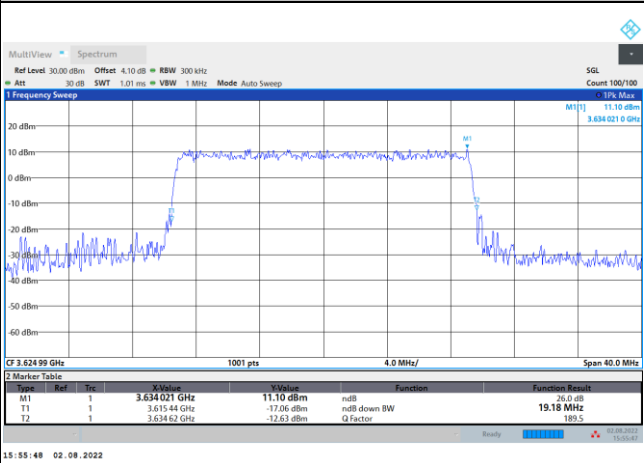 MultiView Spectrum
Ref Level 30.00 dBm Offset 4.10 dB RBW 300 kHz SGL
Att 30 dB SWT 1.01 ms VBW 1 MHz Mode Auto Sweep Count 100/100
1 Frequency Sweep 1Pk Max
M1[1] 11.10 dBm
3.634 021 0 GHz
20 dBm
M1
10 dBm
0 dBm
-10 dBm
-20 dBm
-30 dBm
-40 dBm
-50 dBm
-60 dBm
CF 3.624 99 GHz 1001 pts 4.0 MHz/ Span 40.0 MHz
2 Marker Table
Type Ref Trc X-Value Y-Value Function Function Result
M1 1 3.634 021 GHz 11.10 dBm ndB 26.0 dB
T1 1 3.615 44 GHz -17.06 dBm ndB down BW 19.18 MHz
T2 1 3.634 62 GHz -12.63 dBm Q Factor 189.5
Ready 02.08.2022
15:55:47
15:55:48 02.08.2022